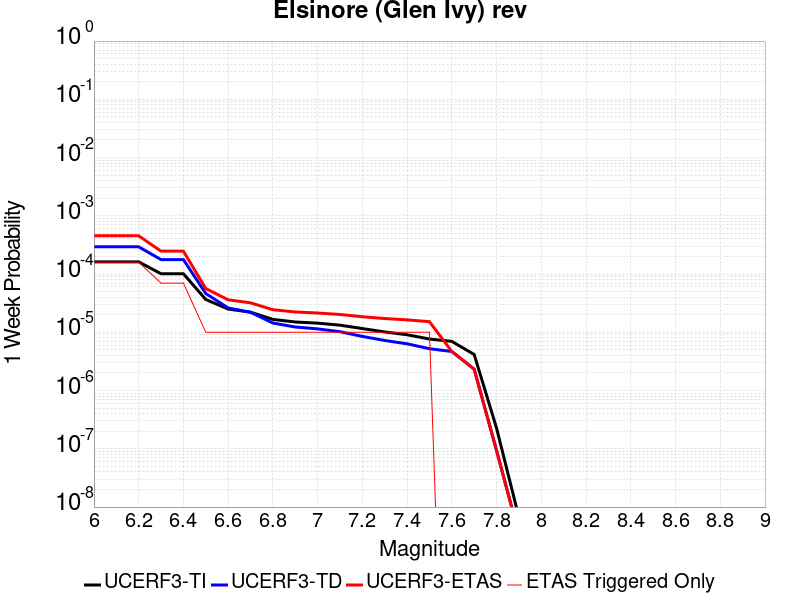 Elsinore (Glen Ivy) rev
10^0
10^-1
10^-2
10^-3
10^-4
10^-5
10^-6
10^-7
10^-8
1 Week Probability
6 6.2 6.4 6.6 6.8 7 7.2 7.4 7.6 7.8 8 8.2 8.4 8.6 8.8 9
Magnitude
UCERF3-TI UCERF3-TD UCERF3-ETAS ETAS Triggered Only